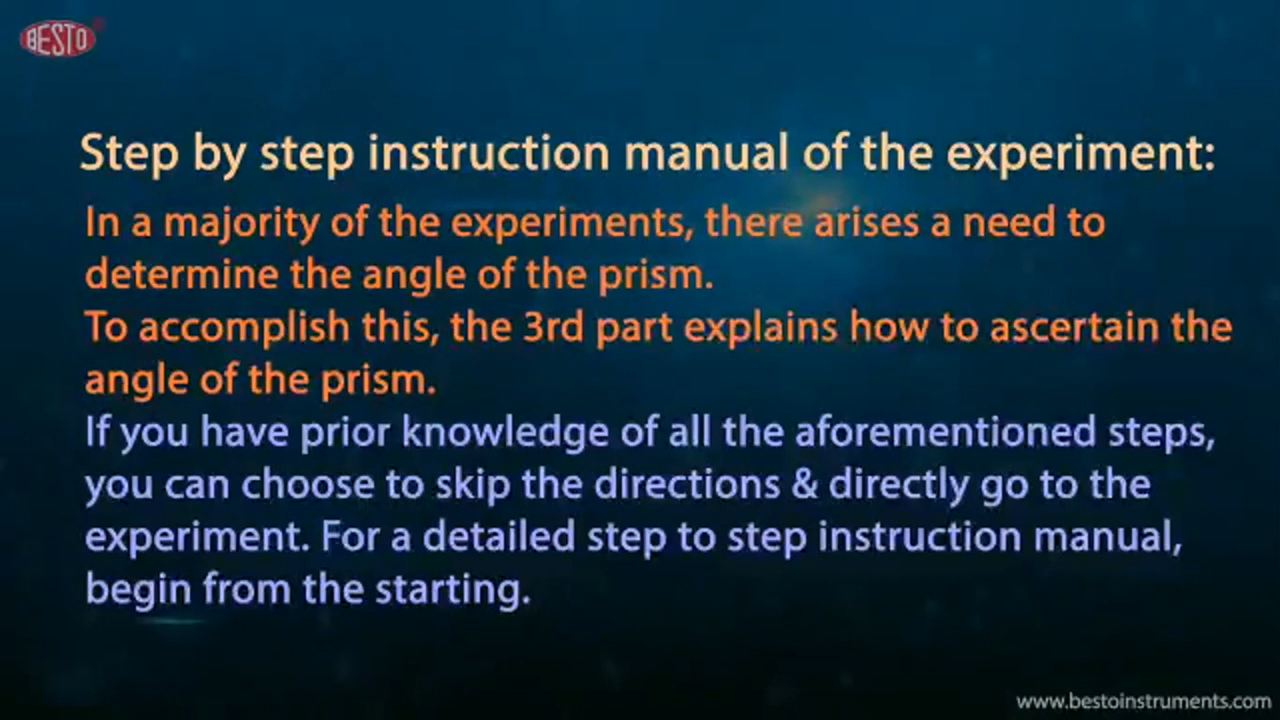 BESTO
Step by step instruction manual of the experiment:
In a majority of the experiments, there arises a need to
determine the angle of the prism.
To accomplish this, the 3rd part explains how to ascertain the
angle of the prism.
If you have prior knowledge of all the aforementioned steps,
you can choose to skip the directions & directly go to the
experiment. For a detailed step to step instruction manual,
begin from the starting.
www.bestoinstruments.com